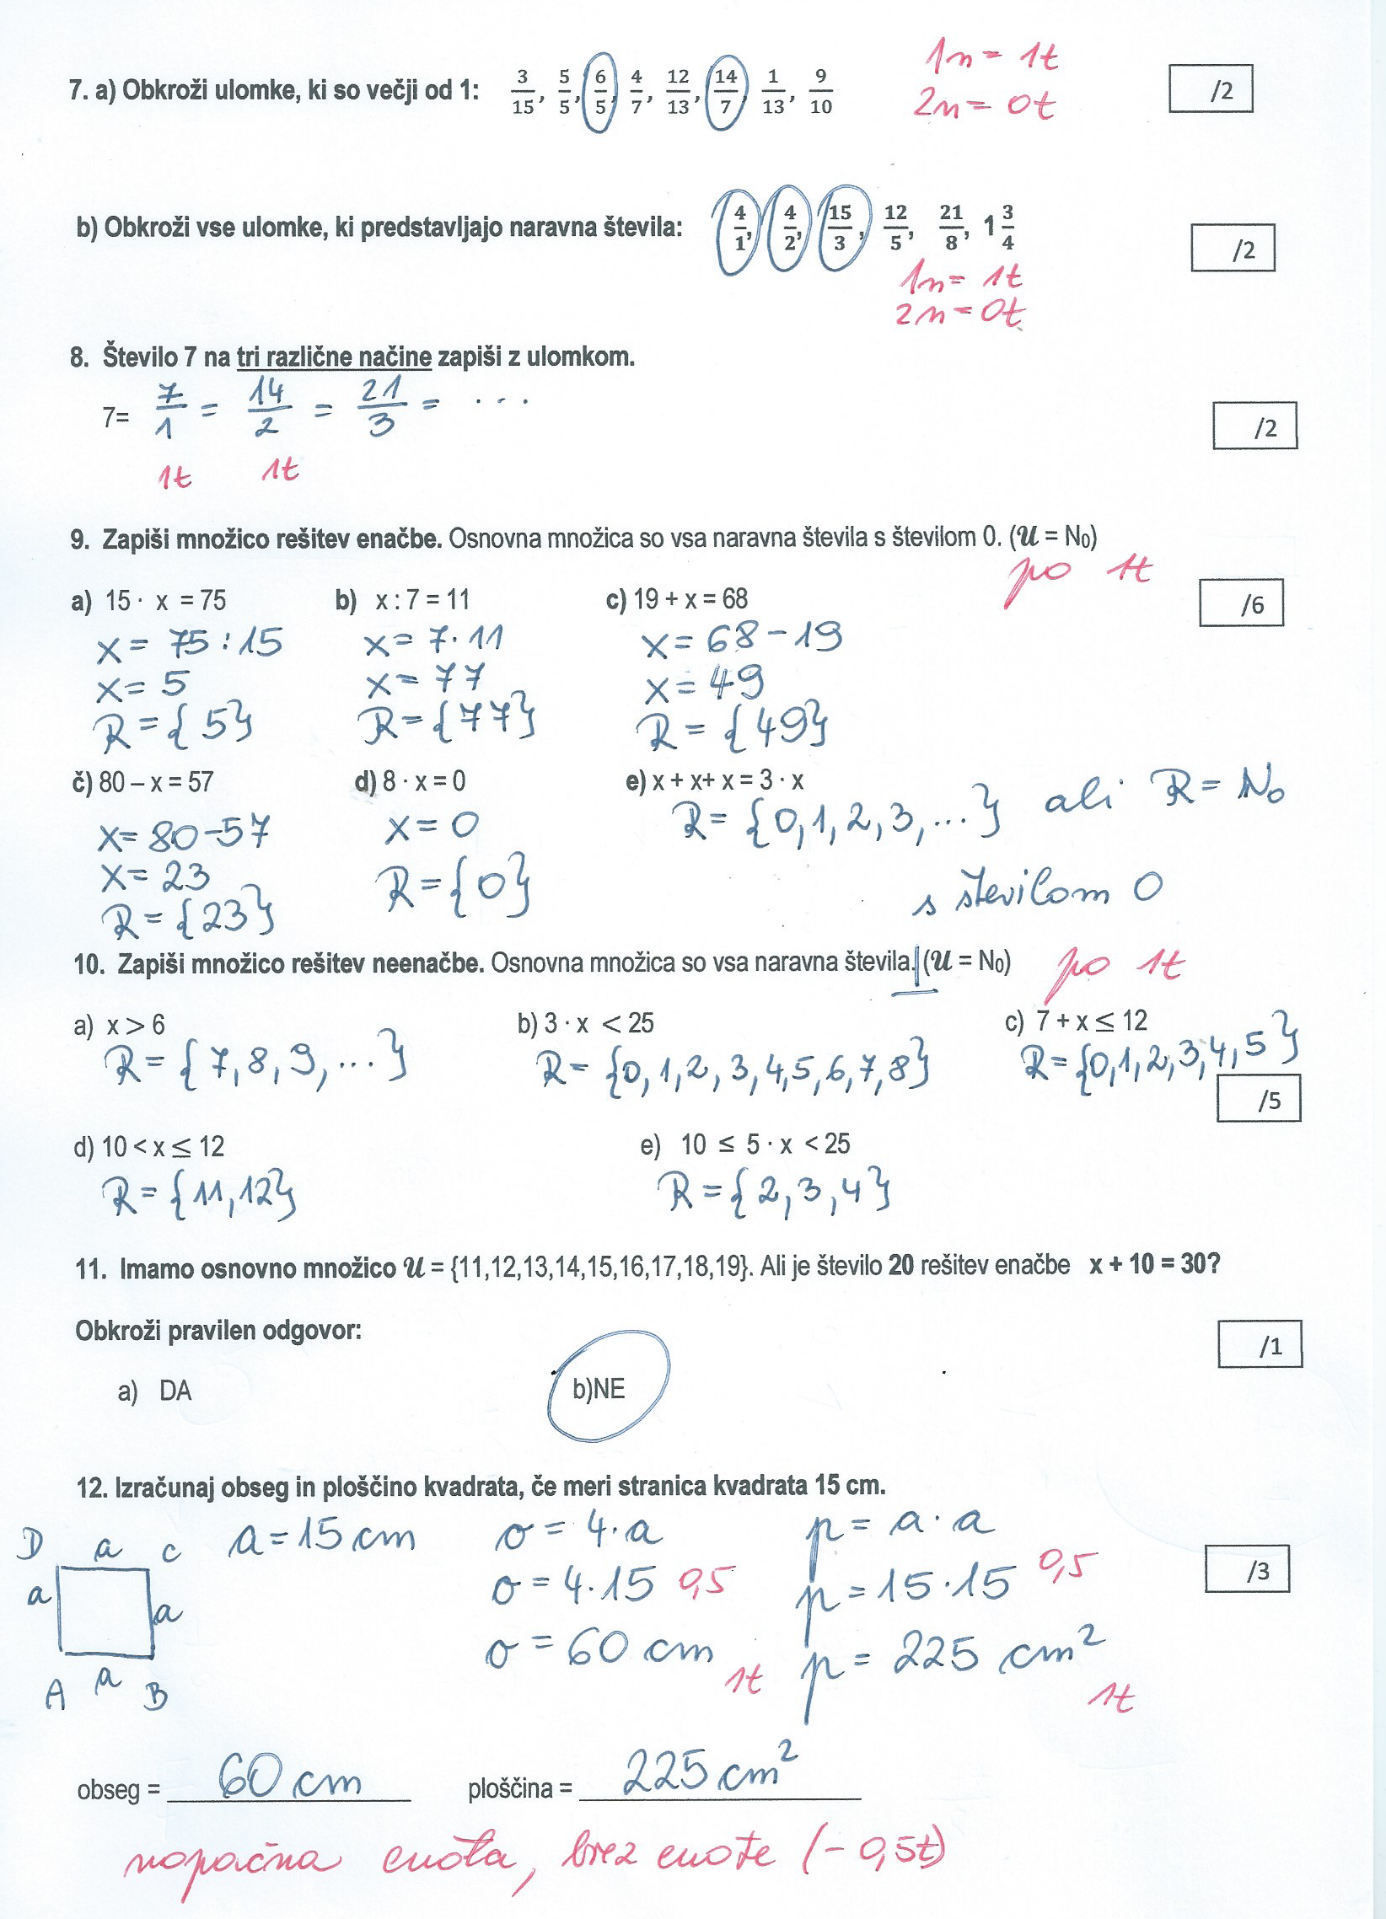 1n = 1t
7. a) Obkroži ulomke, ki so večji od 1: 3/15, 5/5, 6/5, 4/7, 12/13, 14/7, 1/13, 9/10
/2
2n = 0t
b) Obkroži vse ulomke, ki predstavljajo naravna števila: 4/1, 4/2, 15/3, 12/5, 21/8, 1 3/4
/2
1n = 1t
2n = 0t
8. Število 7 na tri različne načine zapiši z ulomkom.
7= 7/1 = 14/2 = 21/3 = ...
/2
1t 1t
9. Zapiši množico rešitev enačbe. Osnovna množica so vsa naravna števila s številom 0. (𝓤 = N₀)
po 1t
/6
a) 15 · x = 75 b) x : 7 = 11 c) 19 + x = 68
x = 75 : 15 x = 7 · 11 x = 68 - 19
x = 5 x = 77 x = 49
R = {5} R = {77} R = {49}
č) 80 – x = 57 d) 8 · x = 0 e) x + x+ x = 3 · x
R = {0, 1, 2, 3, ...} ali R = N₀
x = 80 - 57 x = 0
x = 23 R = {0} s številom 0
R = {23}
10. Zapiši množico rešitev neenačbe. Osnovna množica so vsa naravna števila. (𝓤 = N₀) po 1t
a) x > 6 b) 3 · x < 25 c) 7 + x ≤ 12
R = {7, 8, 9, ...} R = {0, 1, 2, 3, 4, 5, 6, 7, 8} R = {0, 1, 2, 3, 4, 5}
/5
d) 10 < x ≤ 12 e) 10 ≤ 5 · x < 25
R = {11, 12} R = {2, 3, 4}
11. Imamo osnovno množico 𝓤 = {11,12,13,14,15,16,17,18,19}. Ali je število 20 rešitev enačbe x + 10 = 30?
Obkroži pravilen odgovor:
/1
a) DA b)NE
12. Izračunaj obseg in ploščino kvadrata, če meri stranica kvadrata 15 cm.
D a C a = 15 cm o = 4 · a p = a · a
a a o = 4 · 15 0,5 p = 15 · 15 0,5
/3
o = 60 cm 1t p = 225 cm² 1t
A a B
obseg = 60 cm ploščina = 225 cm²
napačna enota, brez enote (- 0,5t)